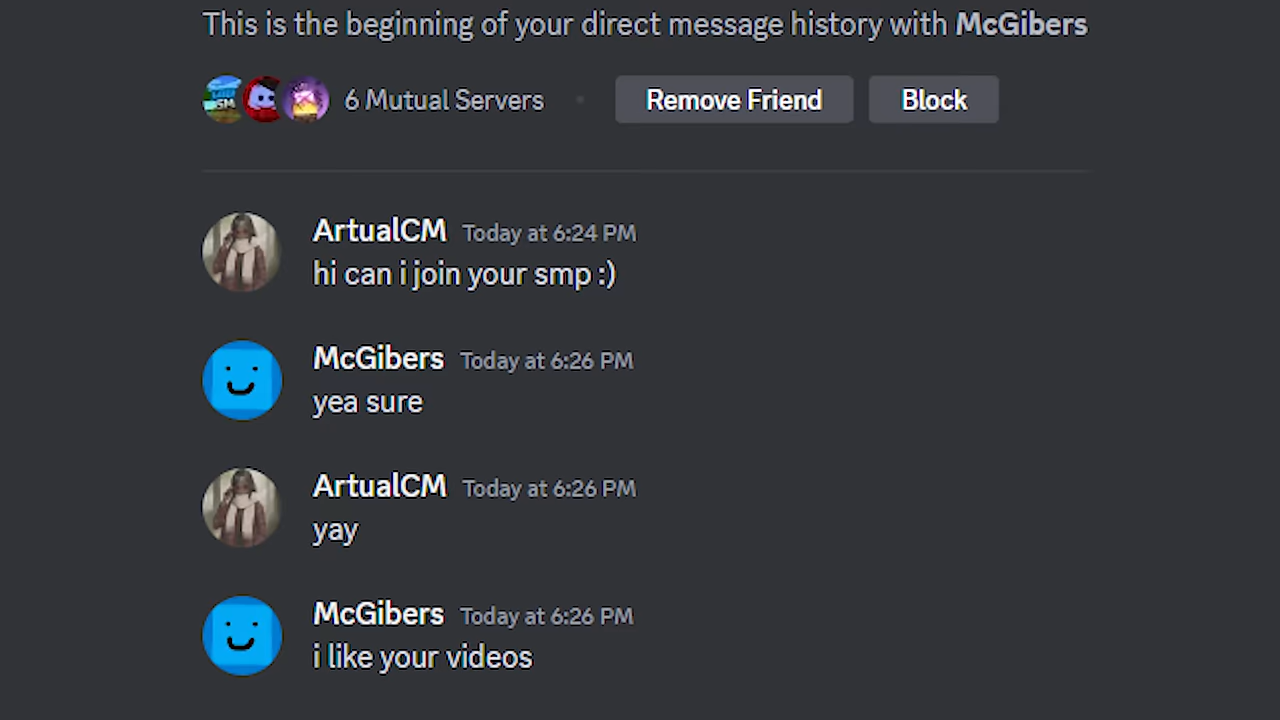 This is the beginning of your direct message history with McGibers
6 Mutual Servers • Remove Friend Block
ArtualCM Today at 6:24 PM
hi can i join your smp :)
McGibers Today at 6:26 PM
yea sure
ArtualCM Today at 6:26 PM
yay
McGibers Today at 6:26 PM
i like your videos